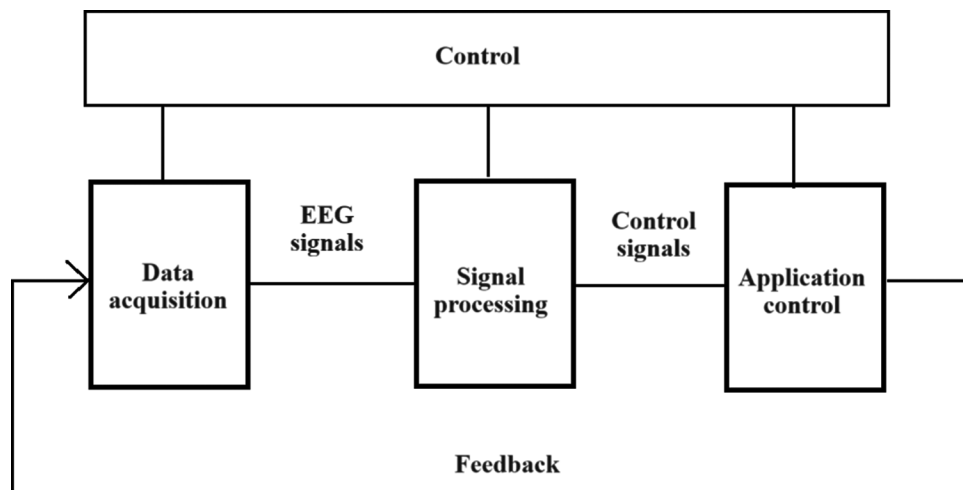 Control
EEG
signals
Control
signals
Data
acquisition
Signal
processing
Application
control
Feedback